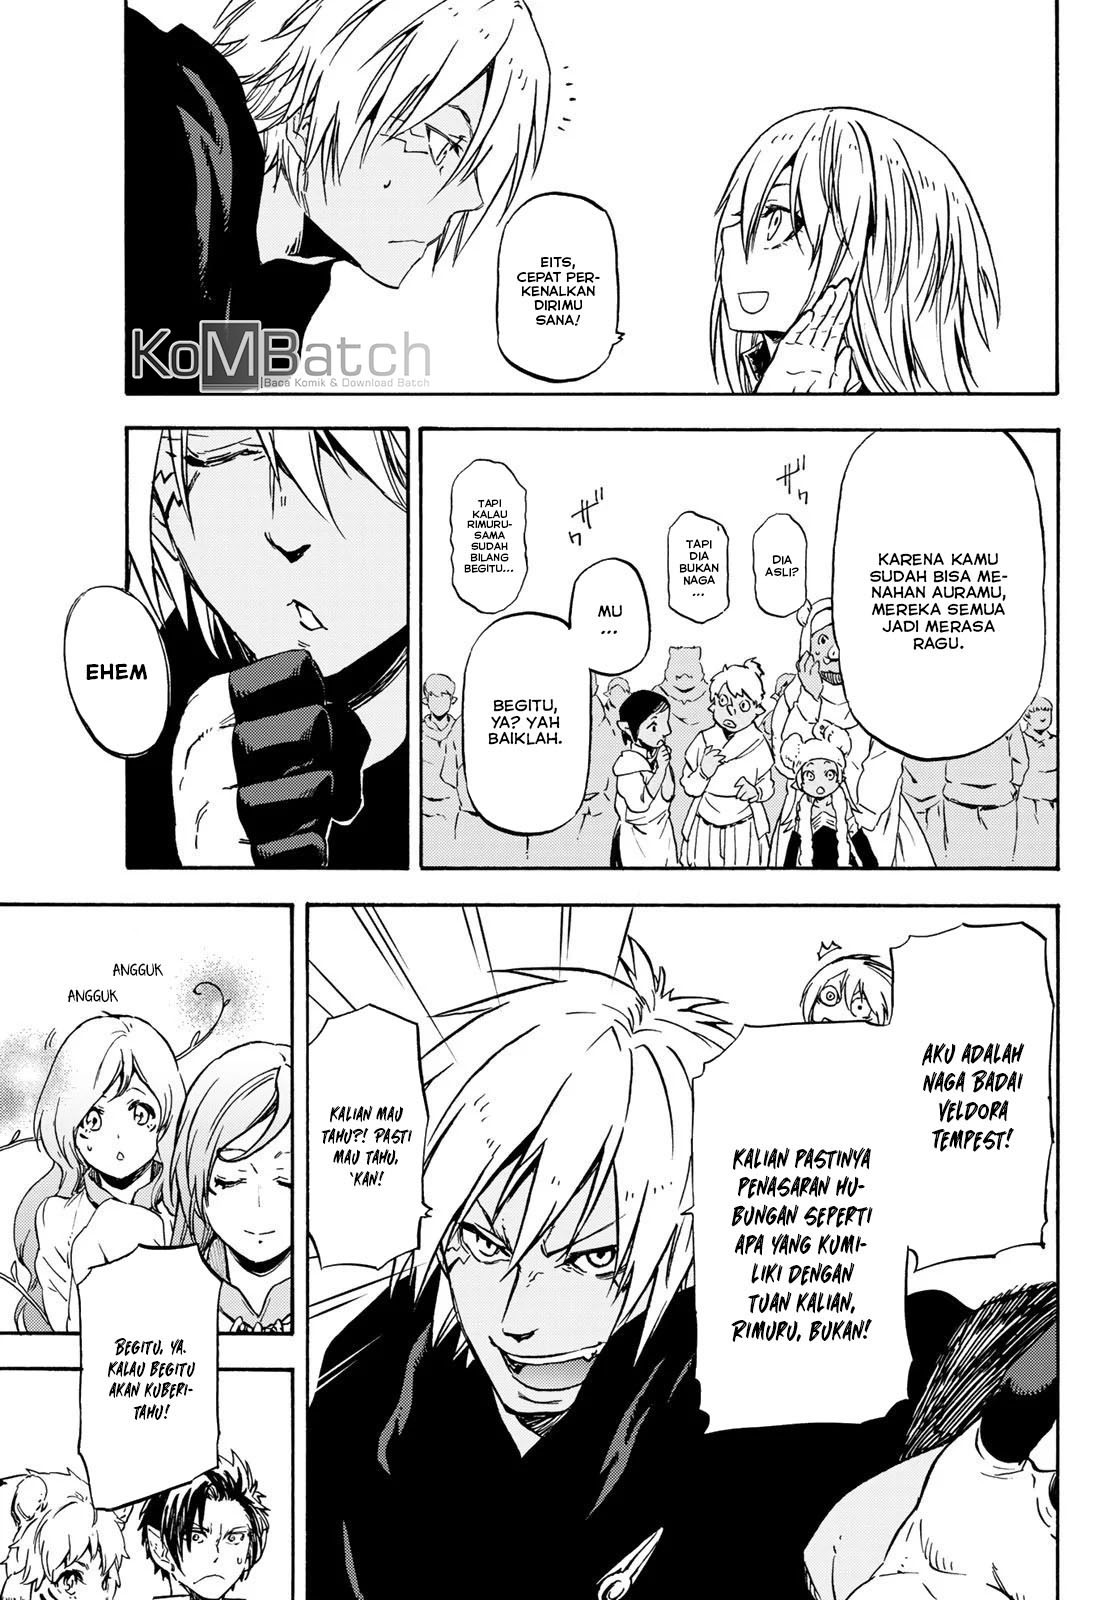 EITS,
CEPAT PER-
KENALKAN
DIRIMU
SANA!
KoMBatch
Baca Komik & Download Batch
KARENA KAMU
SUDAH BISA ME-
NAHAN AURAMU,
MEREKA SEMUA
JADI MERASA
RAGU.
DIA
ASLI?
TAPI
DIA
BUKAN
NAGA
...
TAPI
KALAU
RIMURU-
SAMA
SUDAH
BILANG
BEGITU...
MU
...
BEGITU,
YA? YAH
BAIKLAH.
EHEM
AKU ADALAH
NAGA BADAI
VELDORA
TEMPEST!
KALIAN PASTINYA
PENASARAN HU-
BUNGAN SEPERTI
APA YANG KUMI-
LIKI DENGAN
TUAN KALIAN,
RIMURU, BUKAN!
KALIAN MAU
TAHU?! PASTI
MAU TAHU,
'KAN!
ANGGUK
ANGGUK
BEGITU, YA.
KALAU BEGITU
AKAN KUBERI-
TAHU!